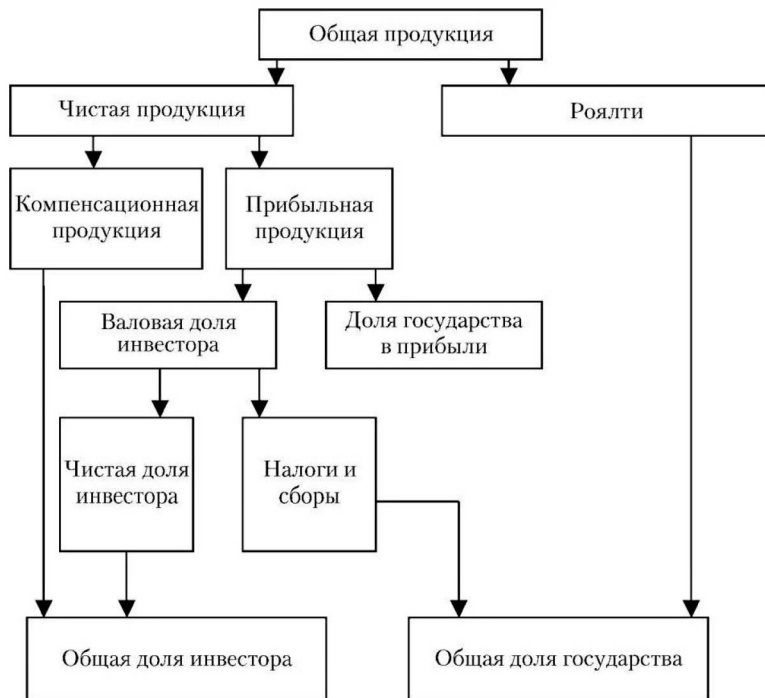 Общая продукция
Чистая продукция
Роялти
Компенсационная
продукция
Прибыльная
продукция
Валовая доля
инвестора
Доля государства
в прибыли
Чистая доля
инвестора
Налоги и
сборы
Общая доля инвестора
Общая доля государства